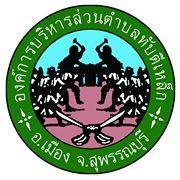 องค์การบริหารส่วนตำบลทับตีเหล็ก
อ.เมือง จ.สุพรรณบุรี